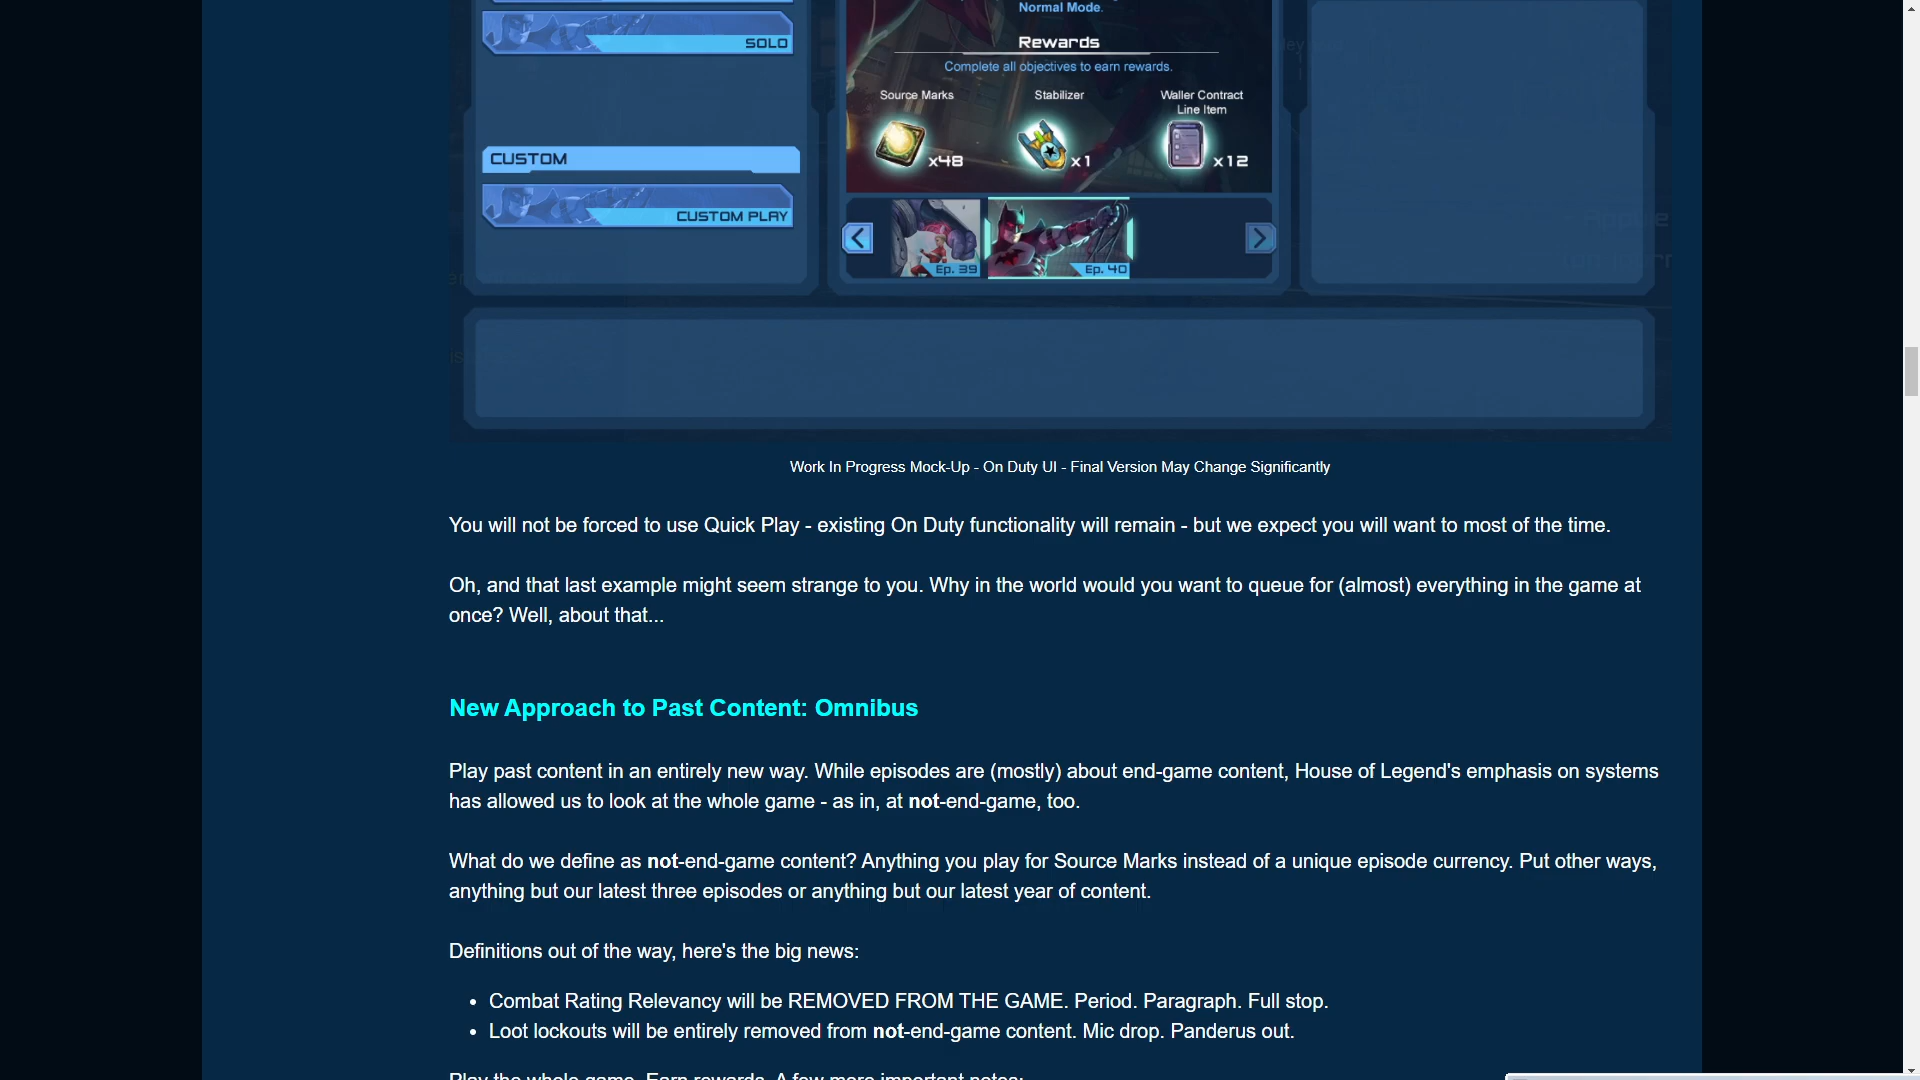 Normal Mode.
SOLO
Rewards
Complete all objectives to earn rewards.
Source Marks
Stabilizer
Waller Contract
Line Item
x48
x1
x12
CUSTOM
CUSTOM PLAY
Ep. 39
Ep. 40
Work In Progress Mock-Up - On Duty UI - Final Version May Change Significantly
You will not be forced to use Quick Play - existing On Duty functionality will remain - but we expect you will want to most of the time.
Oh, and that last example might seem strange to you. Why in the world would you want to queue for (almost) everything in the game at
once? Well, about that...
New Approach to Past Content: Omnibus
Play past content in an entirely new way. While episodes are (mostly) about end-game content, House of Legend's emphasis on systems
has allowed us to look at the whole game - as in, at not-end-game, too.
What do we define as not-end-game content? Anything you play for Source Marks instead of a unique episode currency. Put other ways,
anything but our latest three episodes or anything but our latest year of content.
Definitions out of the way, here's the big news:
• Combat Rating Relevancy will be REMOVED FROM THE GAME. Period. Paragraph. Full stop.
• Loot lockouts will be entirely removed from not-end-game content. Mic drop. Panderus out.
Play the whole game. Earn rewards. A few more important notes: